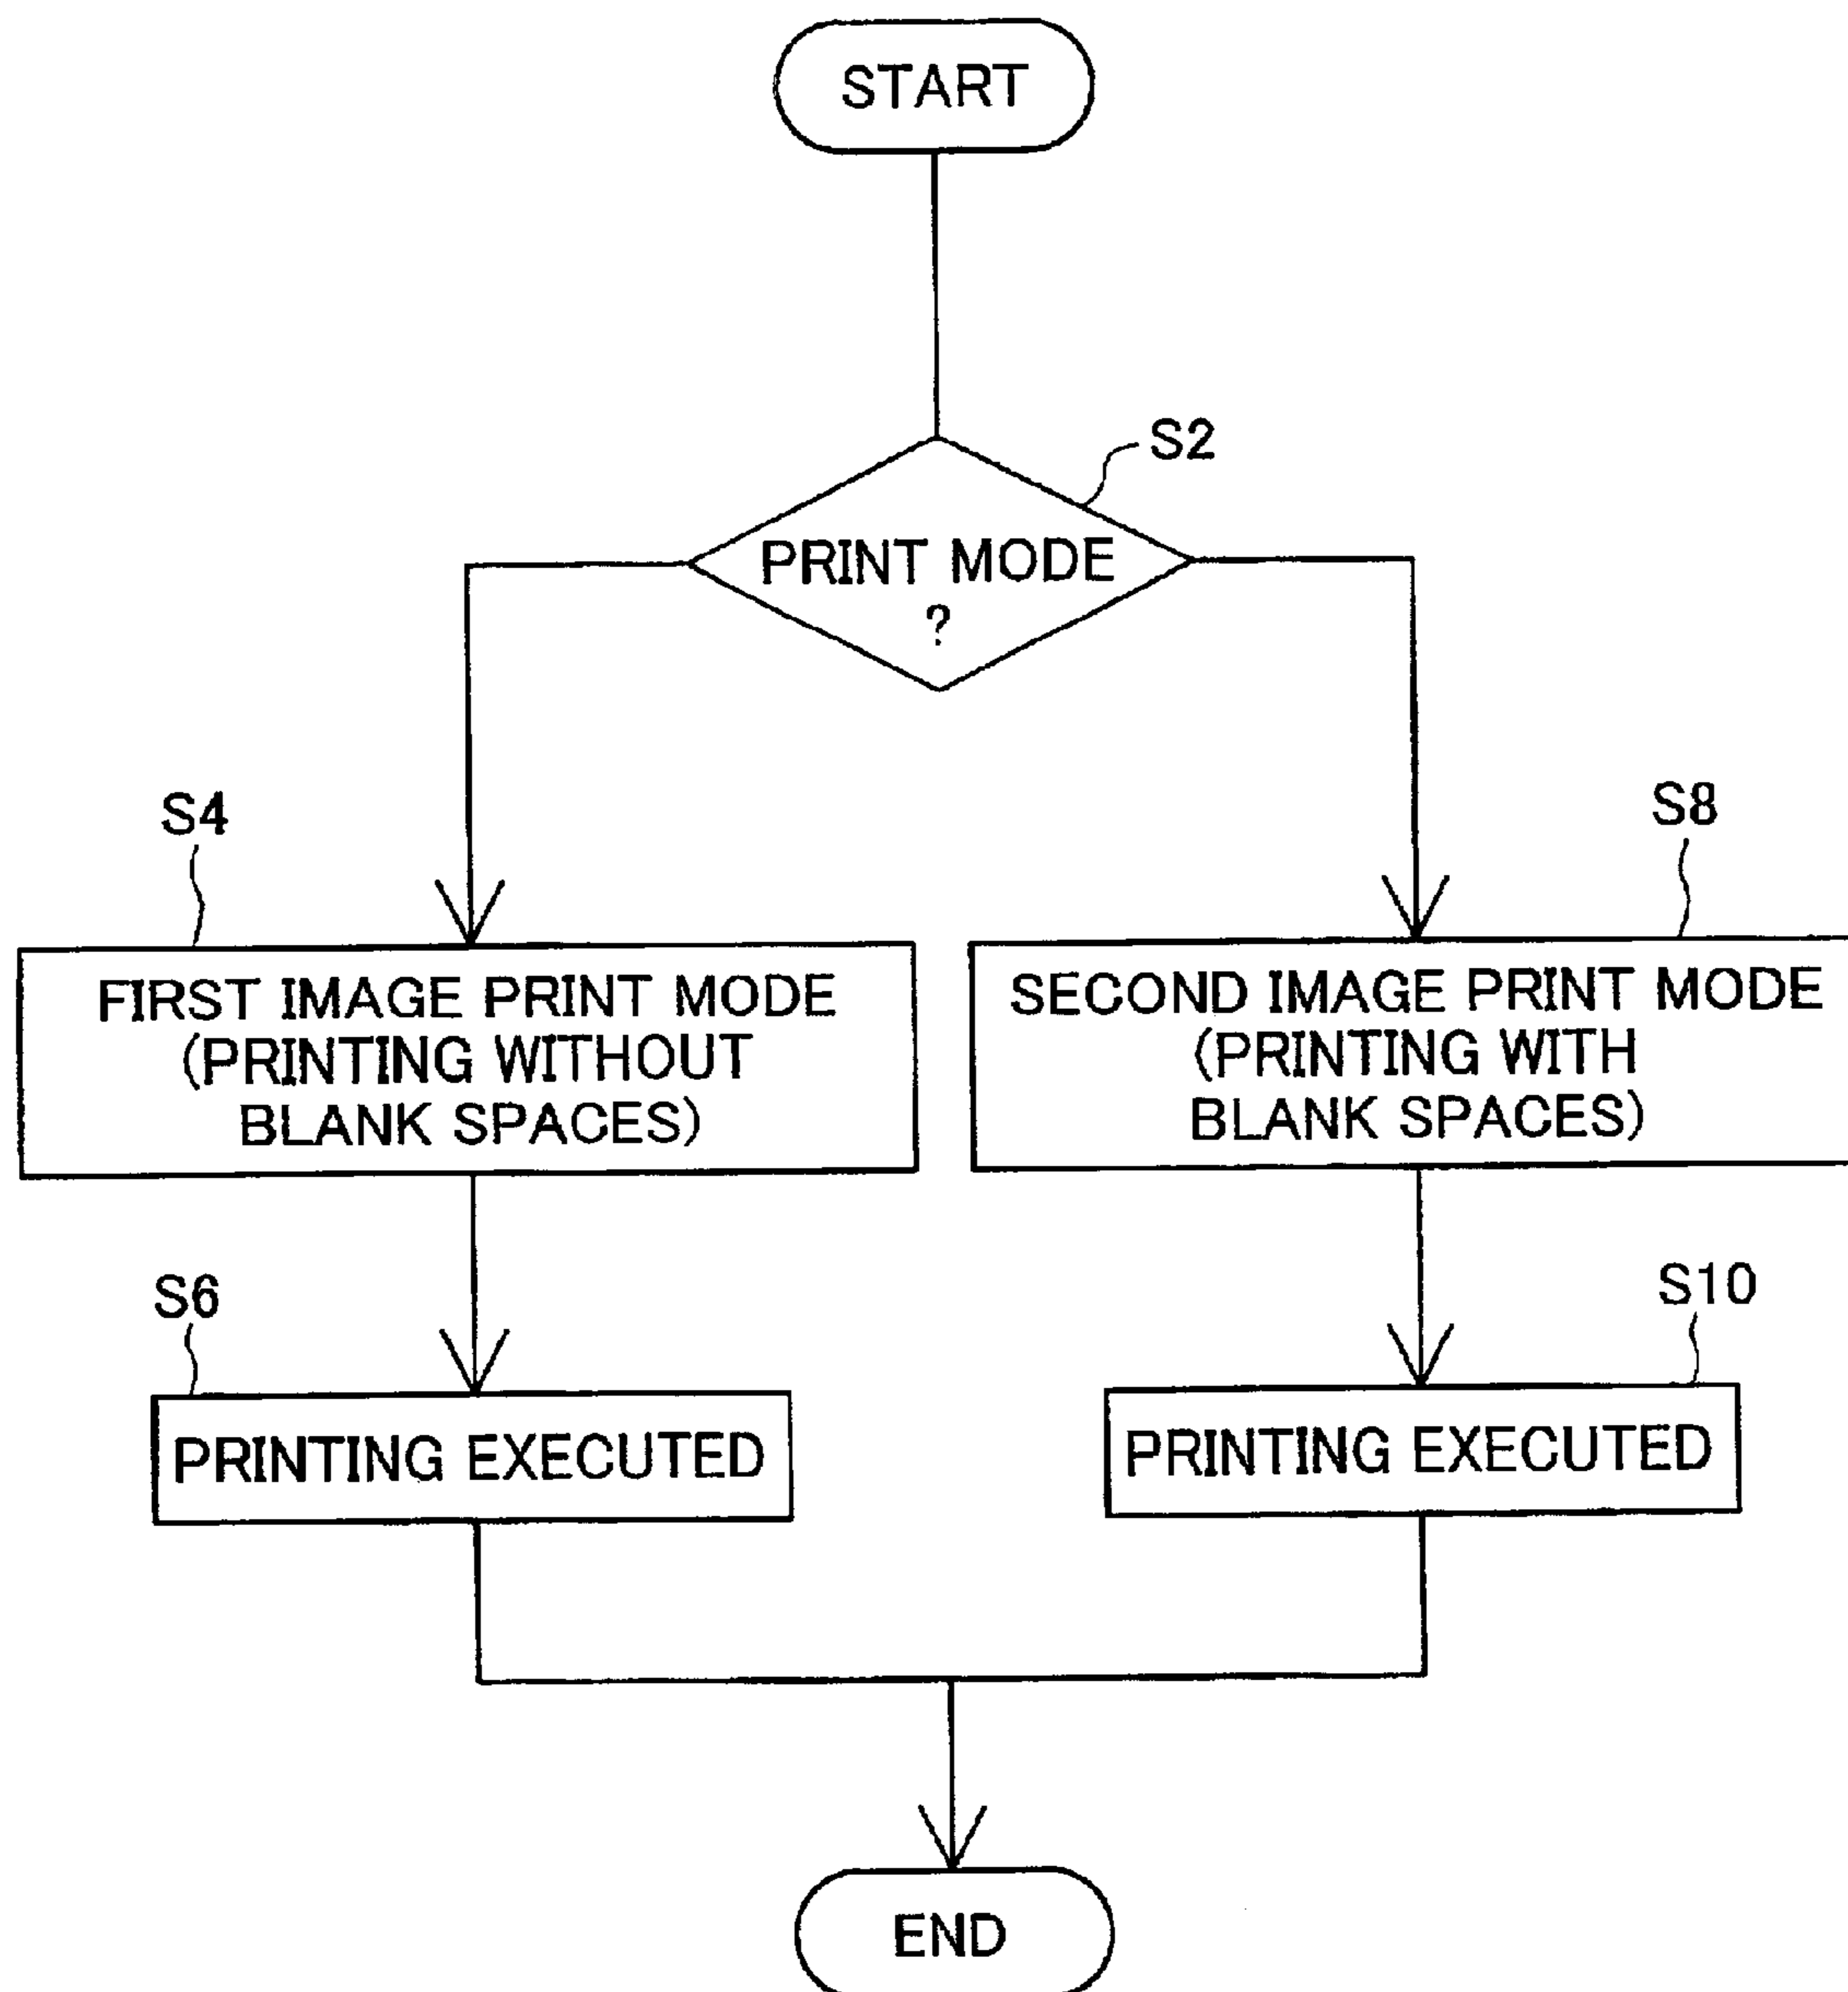 START
S2
PRINT MODE
?
S4
FIRST IMAGE PRINT MODE
(PRINTING WITHOUT
BLANK SPACES)
S8
SECOND IMAGE PRINT MODE
(PRINTING WITH
BLANK SPACES)
S6
PRINTING EXECUTED
S10
PRINTING EXECUTED
END